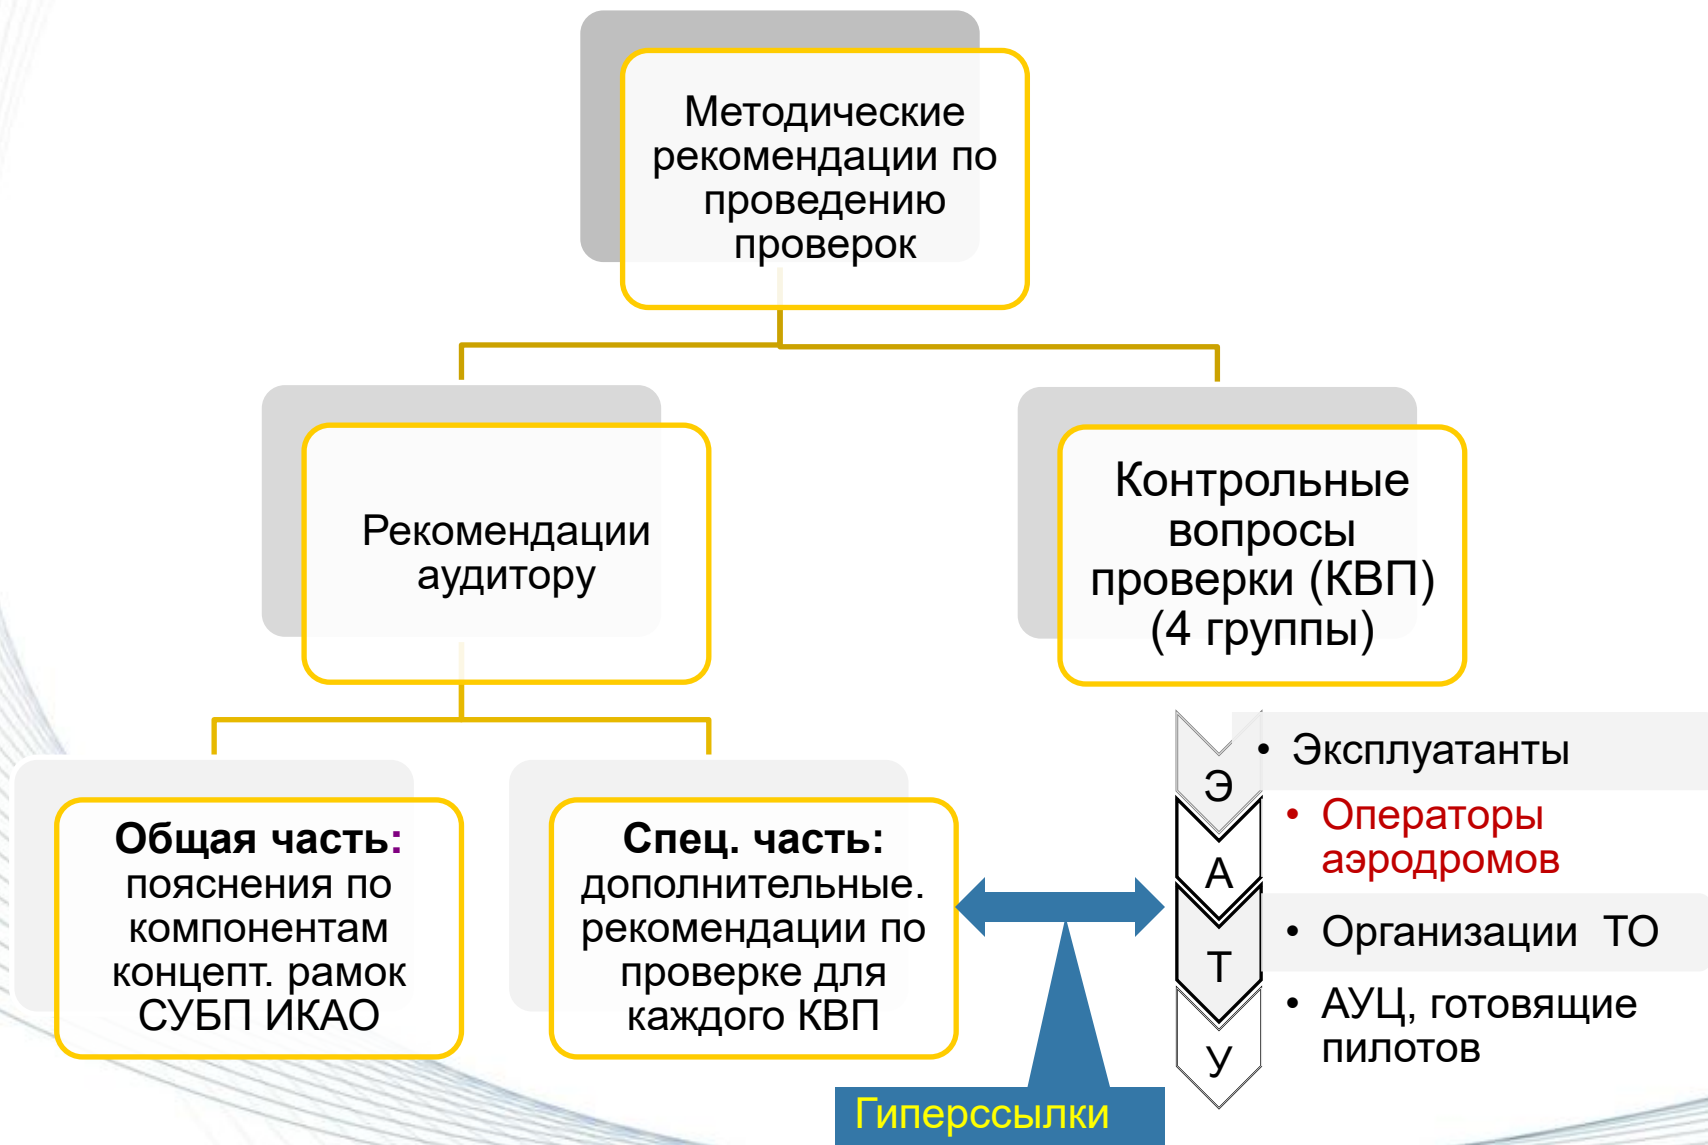 Методические
рекомендации по
проведению
проверок
Рекомендации
аудитору
Контрольные
вопросы
проверки (КВП)
(4 группы)
Общая часть:
пояснения по
компонентам
концепт. рамок
СУБП ИКАО
Спец. часть:
дополнительные.
рекомендации по
проверке для
каждого КВП
Гиперссылки
Э
• Эксплуатанты
А
• Операторы
аэродромов
Т
• Организации ТО
У
• АУЦ, готовящие
пилотов